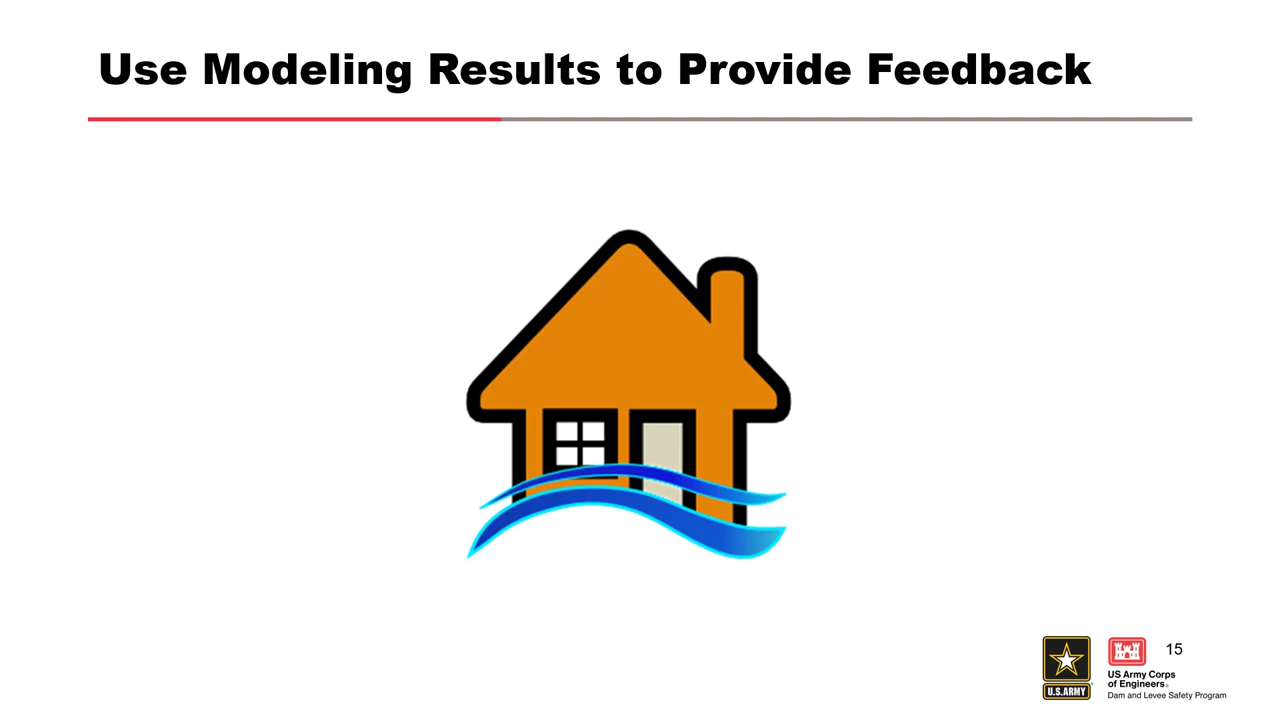 Use Modeling Results to Provide Feedback
15
U.S.ARMY
US Army Corps
of Engineers®
Dam and Levee Safety Program